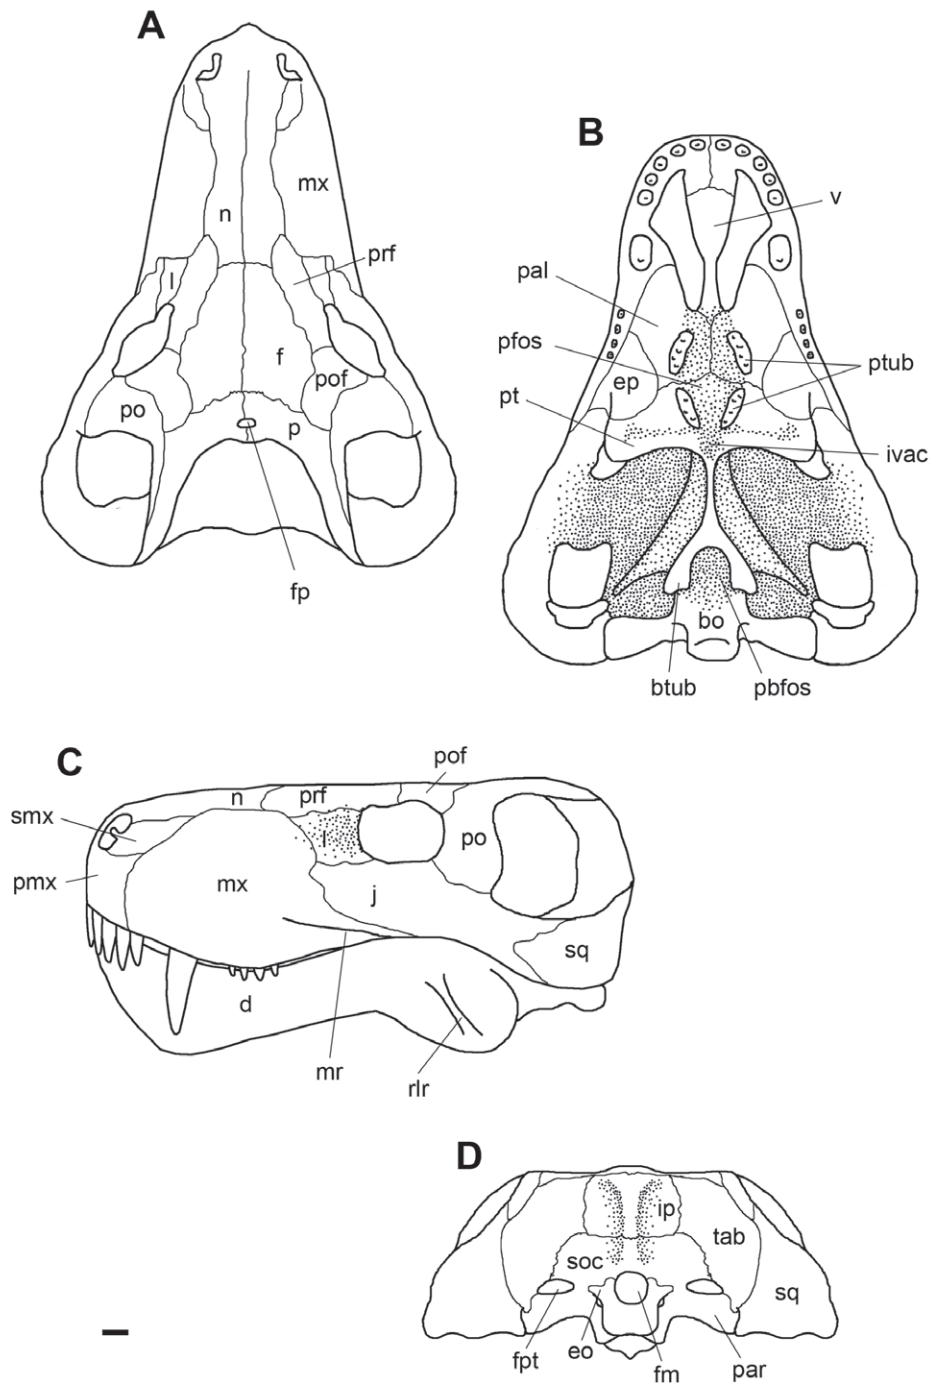 A
n
mx
l
prf
f
pof
po
p
fp
B
v
pal
pfos
ptub
ep
pt
ivac
bo
btub
pbfos
C
pof
n
prf
smx
l
po
pmx
mx
j
sq
d
mr
rlr
D
ip
tab
soc
sq
fpt
eo
fm
par